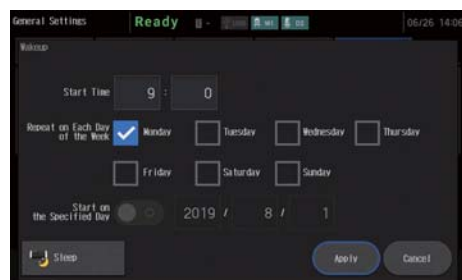 General Settings Ready 06/26 14:06
Wakeup
Start Time 9 : 0
Repeat on Each Day of the Week Monday Tuesday Wednesday Thursday
Friday Saturday Sunday
Start on the Specified Day 2019 / 8 / 1
Sleep Apply Cancel